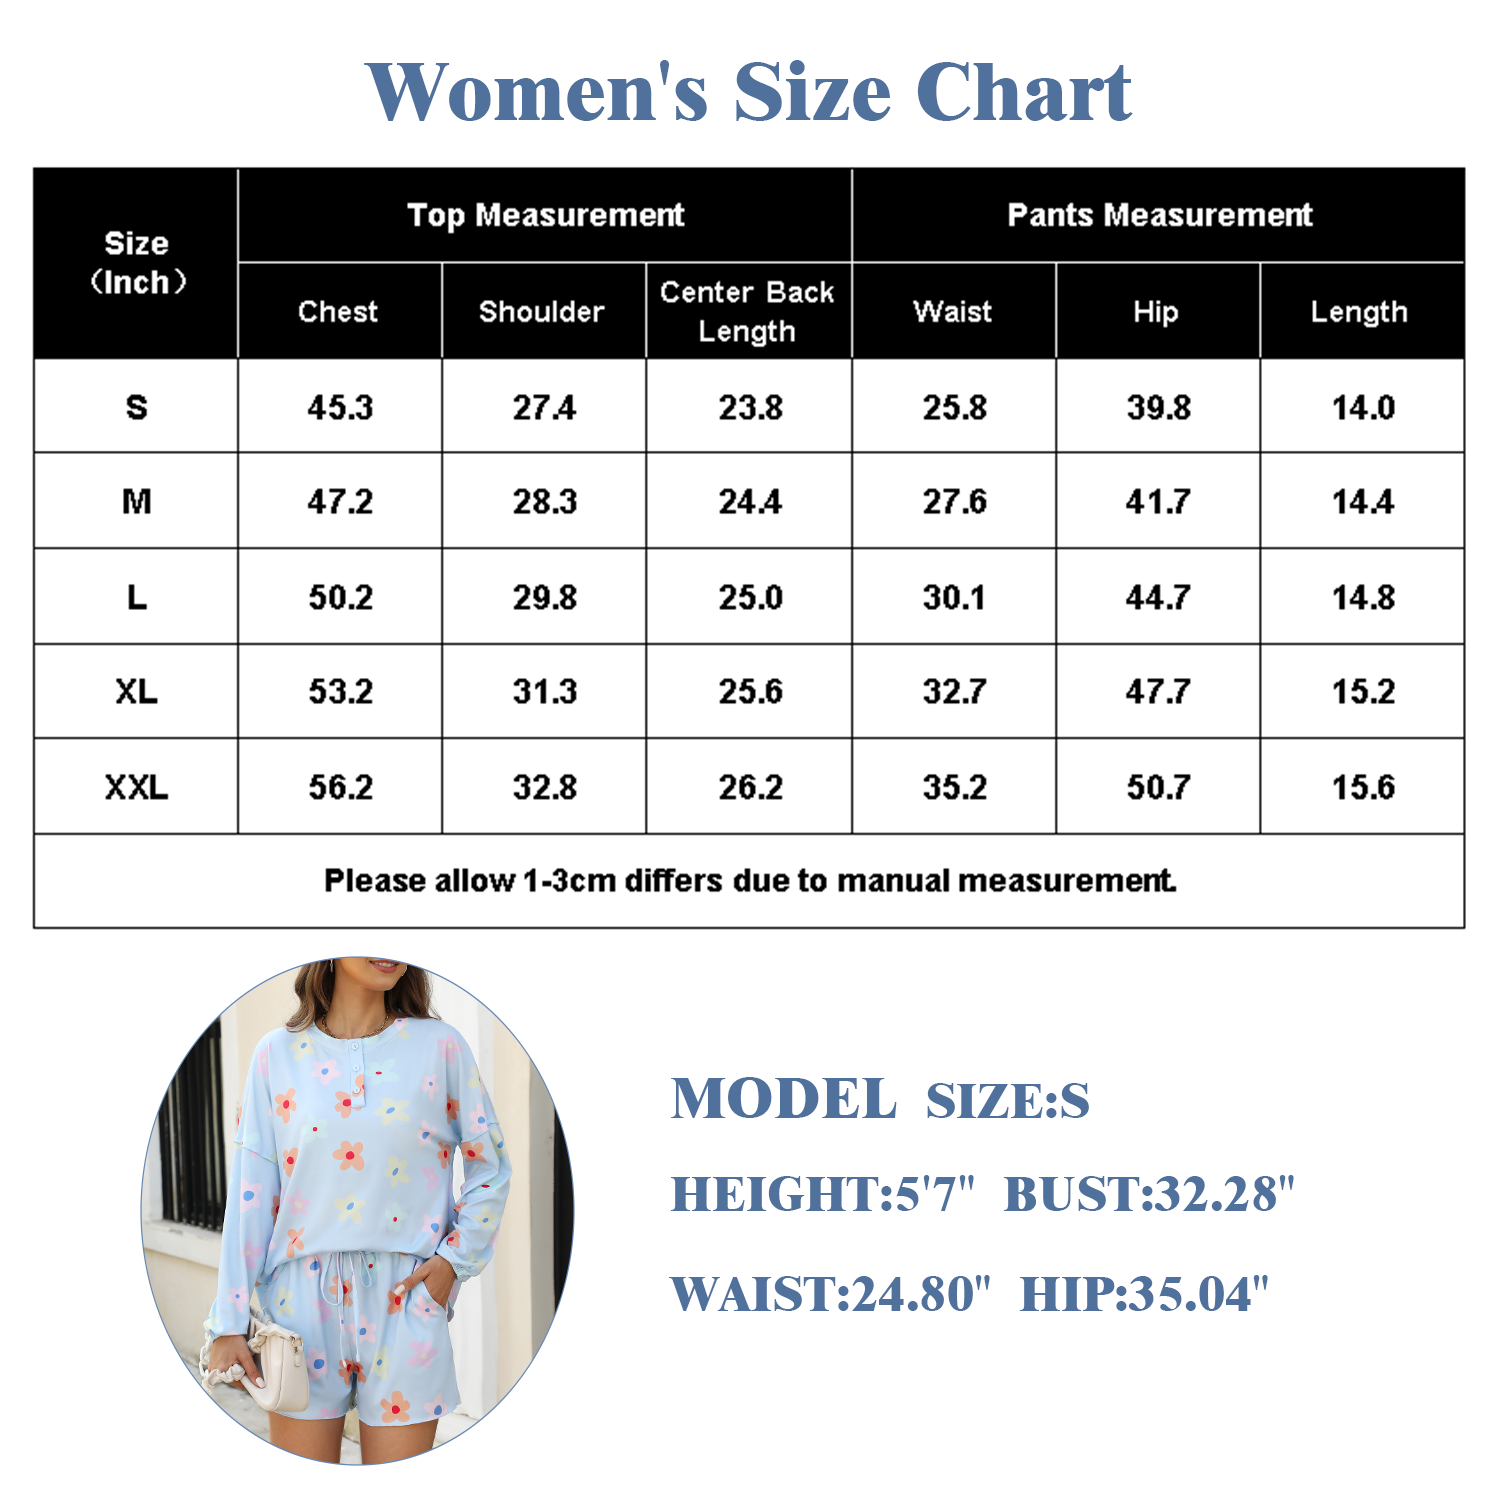 Women's Size Chart
Size
（Inch）
Top Measurement
Pants Measurement
Chest
Shoulder
Center Back
Length
Waist
Hip
Length
S 45.3 27.4 23.8 25.8 39.8 14.0
M 47.2 28.3 24.4 27.6 41.7 14.4
L 50.2 29.8 25.0 30.1 44.7 14.8
XL 53.2 31.3 25.6 32.7 47.7 15.2
XXL 56.2 32.8 26.2 35.2 50.7 15.6
Please allow 1-3cm differs due to manual measurement.
MODEL SIZE:S
HEIGHT:5'7" BUST:32.28"
WAIST:24.80" HIP:35.04"